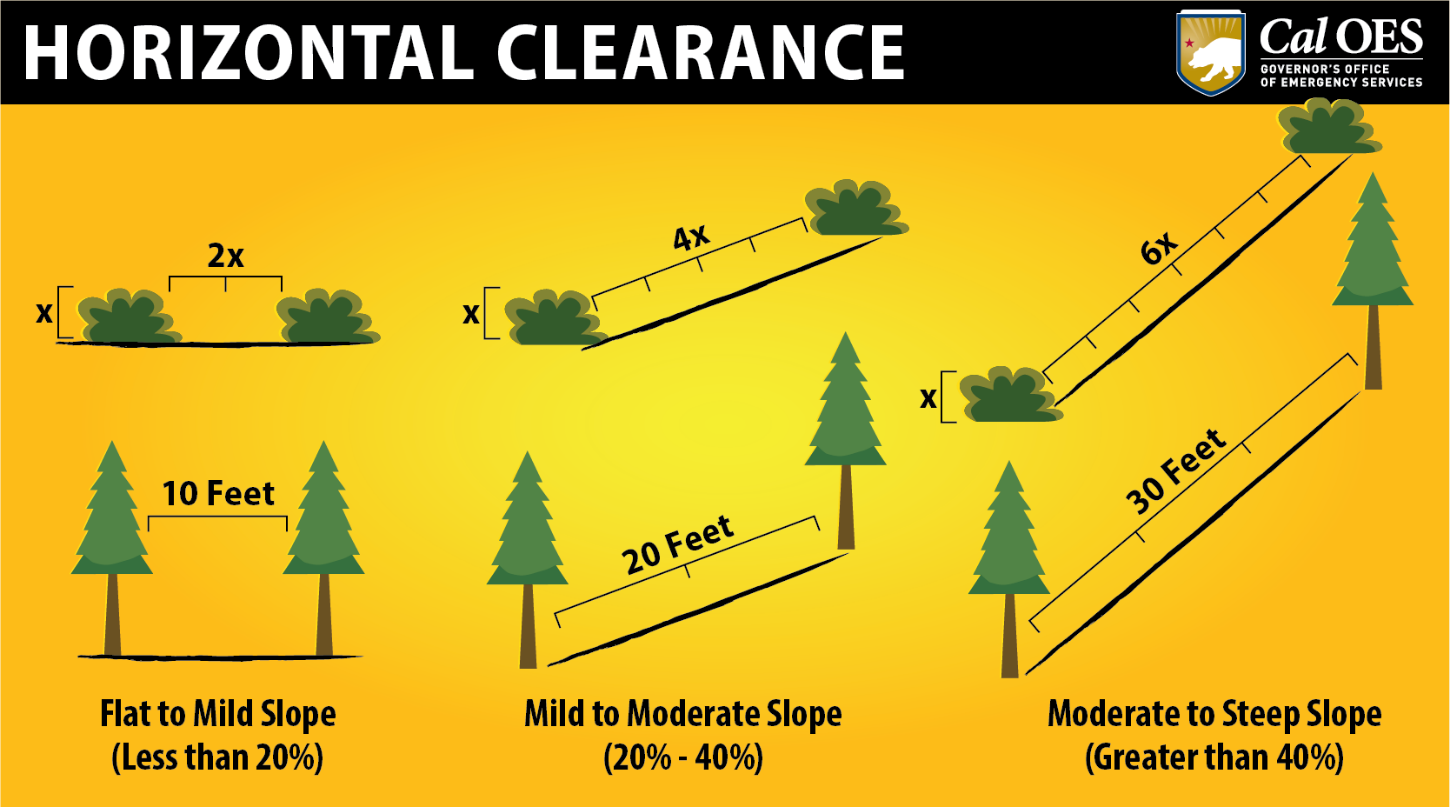 HORIZONTAL CLEARANCE
Cal OES
GOVERNOR'S OFFICE
OF EMERGENCY SERVICES
2x
x
4x
x
6x
x
10 Feet
20 Feet
30 Feet
Flat to Mild Slope
(Less than 20%)
Mild to Moderate Slope
(20% - 40%)
Moderate to Steep Slope
(Greater than 40%)